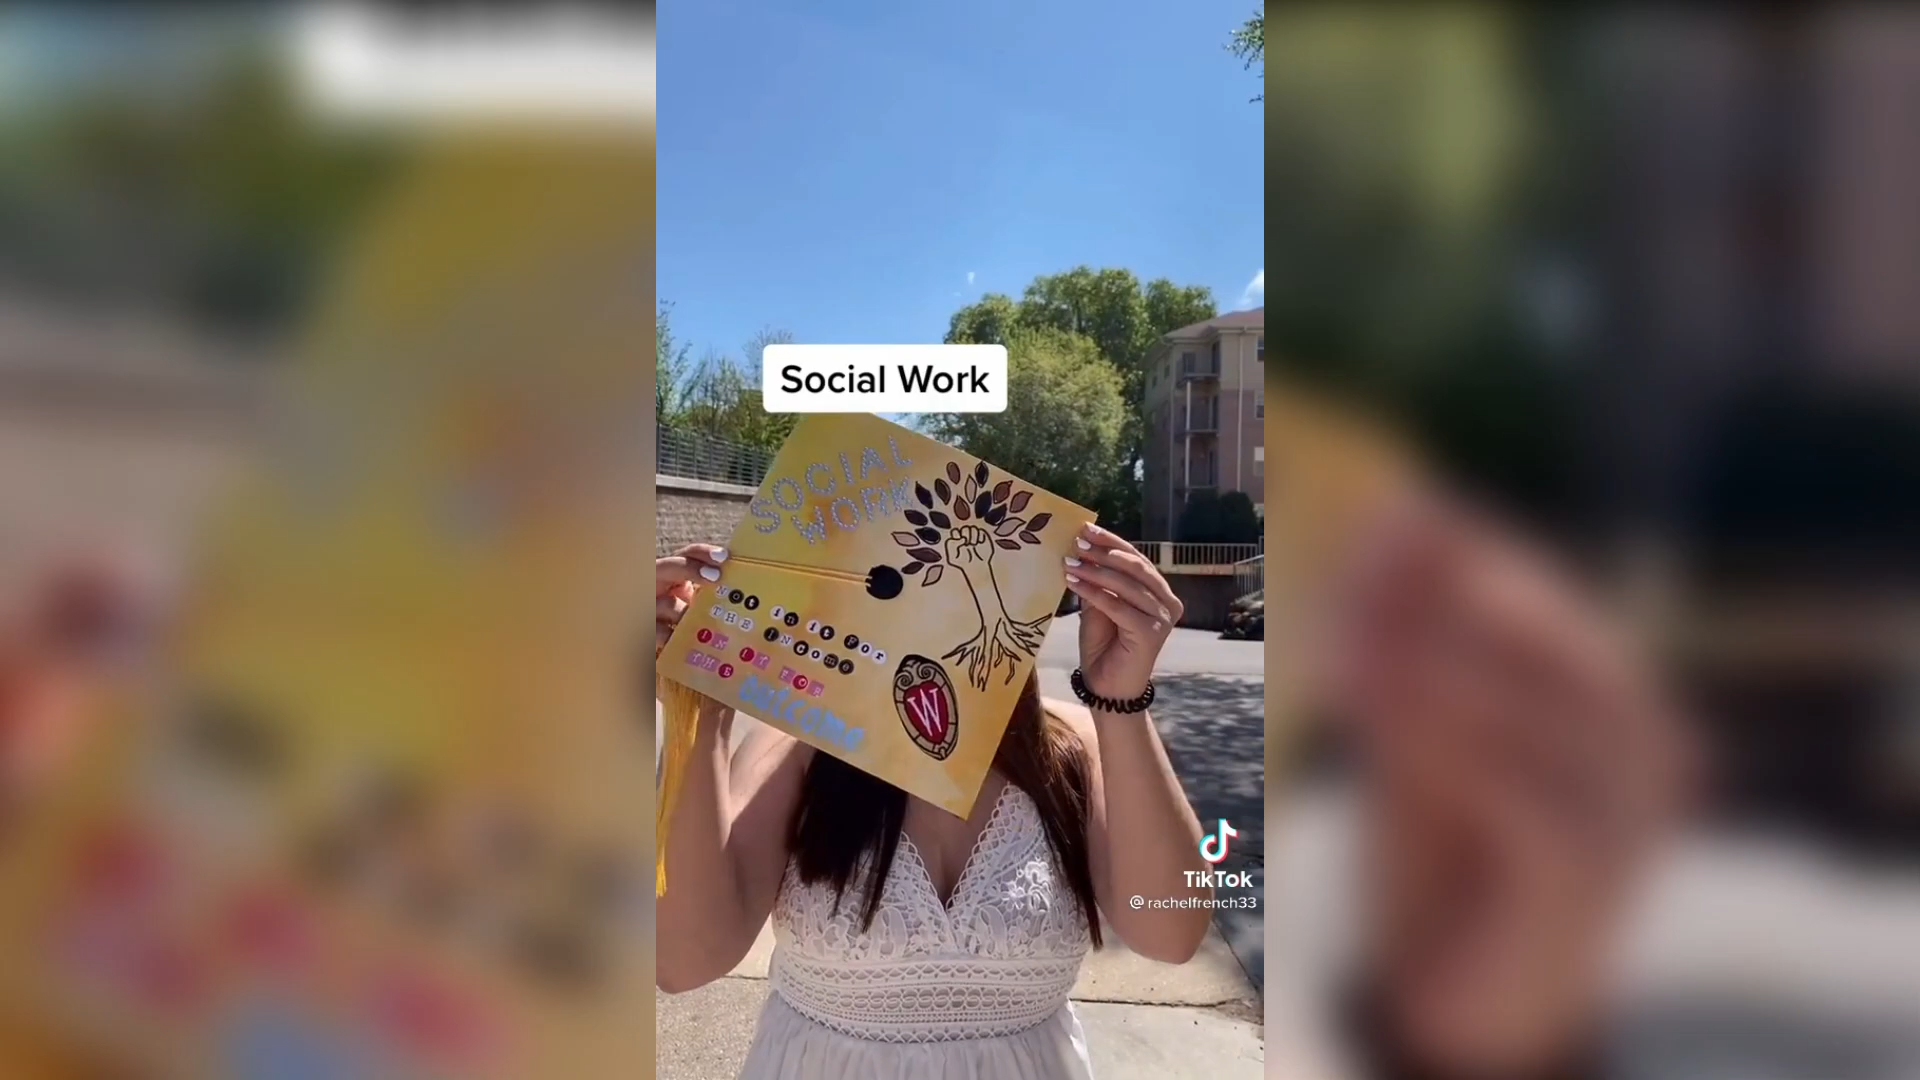 Social Work
SOCIAL
WORK
Not in it For
THE INcome
IN IT FOR
THE
outcome
W
TikTok
@rachelfrench33